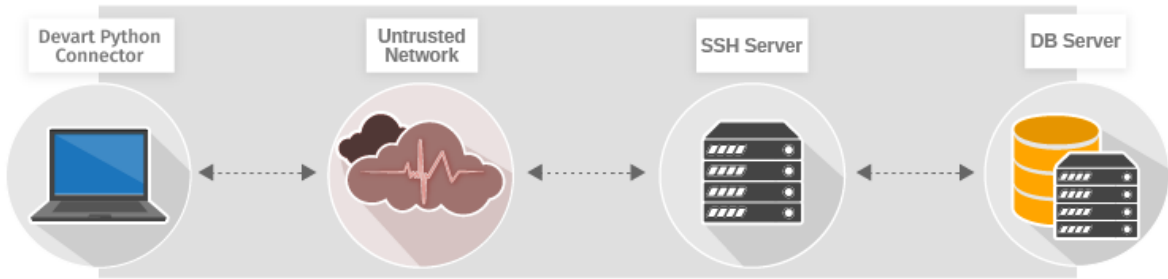 Devart Python
Connector
Untrusted
Network
SSH Server
DB Server